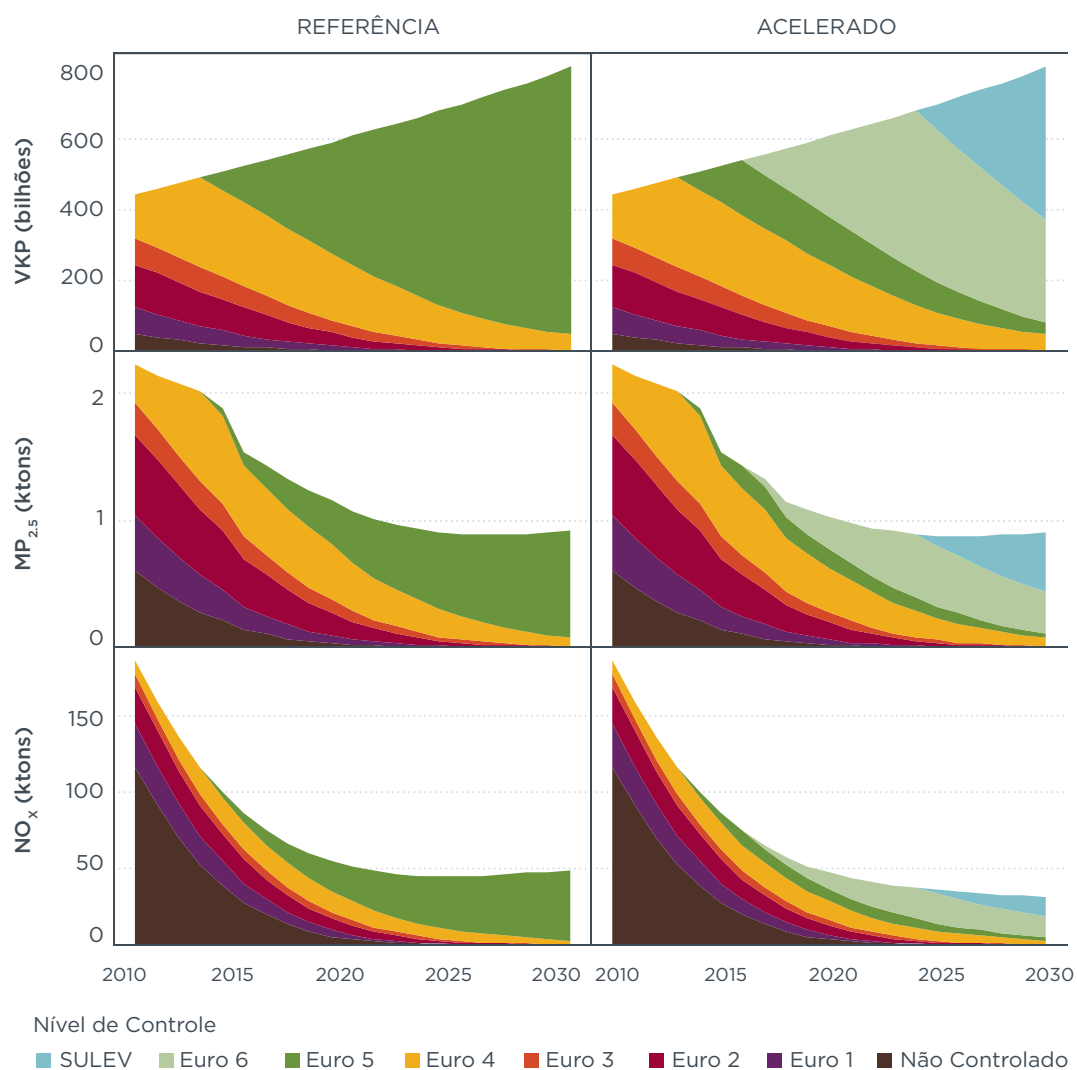 REFERÊNCIA ACELERADO
VKP (bilhões)
800
600
400
200
0
MP2.5 (ktons)
2
1
0
NOX (ktons)
150
100
50
0
2010 2015 2020 2025 2030 2010 2015 2020 2025 2030
Nível de Controle
SULEV Euro 6 Euro 5 Euro 4 Euro 3 Euro 2 Euro 1 Não Controlado